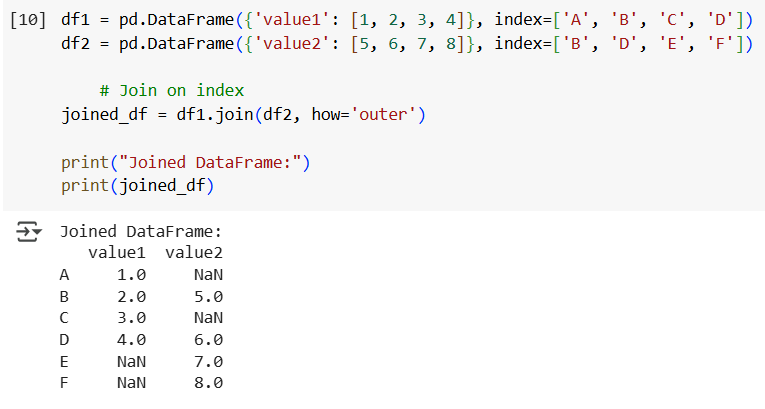 [10] df1 = pd.DataFrame({'value1': [1, 2, 3, 4]}, index=['A', 'B', 'C', 'D'])
df2 = pd.DataFrame({'value2': [5, 6, 7, 8]}, index=['B', 'D', 'E', 'F'])
# Join on index
joined_df = df1.join(df2, how='outer')
print("Joined DataFrame:")
print(joined_df)
Joined DataFrame:
value1 value2
A 1.0 NaN
B 2.0 5.0
C 3.0 NaN
D 4.0 6.0
E NaN 7.0
F NaN 8.0